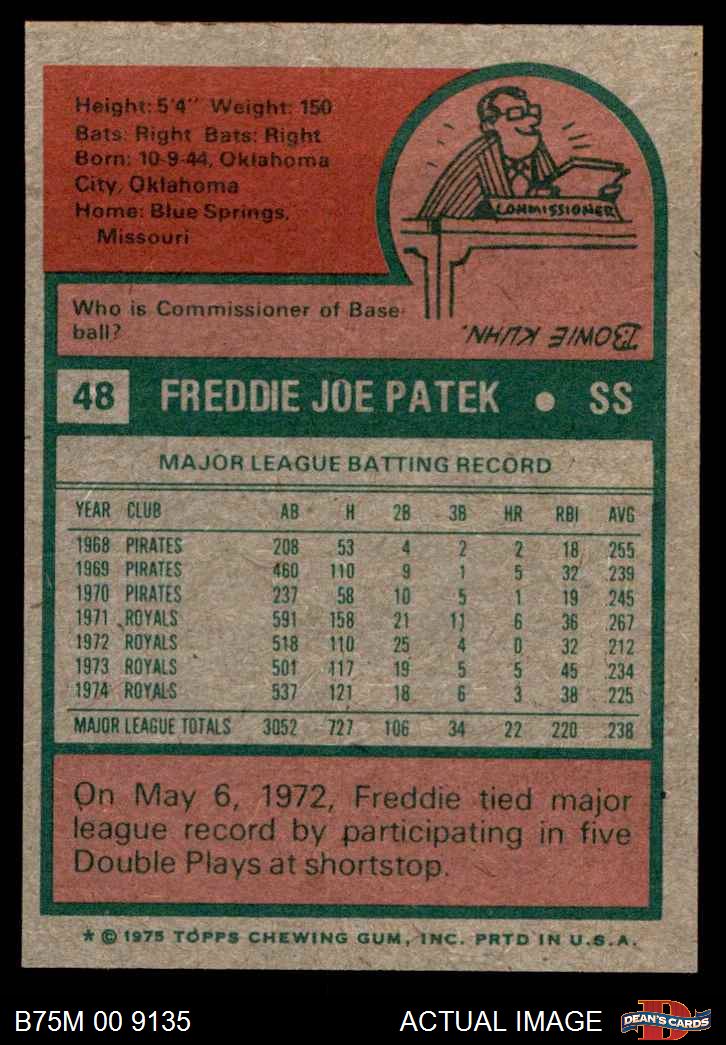 Height: 5'4" Weight: 150
Bats: Right Bats: Right
Born: 10-9-44, Oklahoma
City, Oklahoma
Home: Blue Springs,
Missouri
COMMISSIONER
Who is Commissioner of Base-
ball?
BOWIE KUHN.
48 FREDDIE JOE PATEK • SS
MAJOR LEAGUE BATTING RECORD
YEAR CLUB AB H 2B 3B HR RBI AVG
1968 PIRATES 208 53 4 2 2 18 .255
1969 PIRATES 460 110 9 1 5 32 .239
1970 PIRATES 237 58 10 5 1 19 .245
1971 ROYALS 591 158 21 11 6 36 .267
1972 ROYALS 518 110 25 4 0 32 .212
1973 ROYALS 501 117 19 5 5 45 .234
1974 ROYALS 537 121 18 6 3 38 .225
MAJOR LEAGUE TOTALS 3052 727 106 34 22 220 .238
On May 6, 1972, Freddie tied major
league record by participating in five
Double Plays at shortstop.
* © 1975 TOPPS CHEWING GUM, INC. PRTD IN U.S.A.
B75M 00 9135 ACTUAL IMAGE
D
DEAN'S CARDS